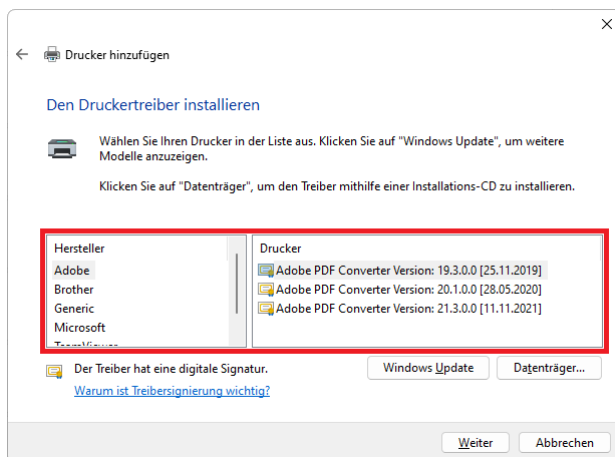 Drucker hinzufügen
Den Druckertreiber installieren
Wählen Sie Ihren Drucker in der Liste aus. Klicken Sie auf "Windows Update", um weitere
Modelle anzuzeigen.
Klicken Sie auf "Datenträger", um den Treiber mithilfe einer Installations-CD zu installieren.
Hersteller
Adobe
Brother
Generic
Microsoft
TeamViewer
Drucker
Adobe PDF Converter Version: 19.3.0.0 [25.11.2019]
Adobe PDF Converter Version: 20.1.0.0 [28.05.2020]
Adobe PDF Converter Version: 21.3.0.0 [11.11.2021]
Der Treiber hat eine digitale Signatur.
Warum ist Treibersignierung wichtig?
Windows Update
Datenträger...
Weiter
Abbrechen